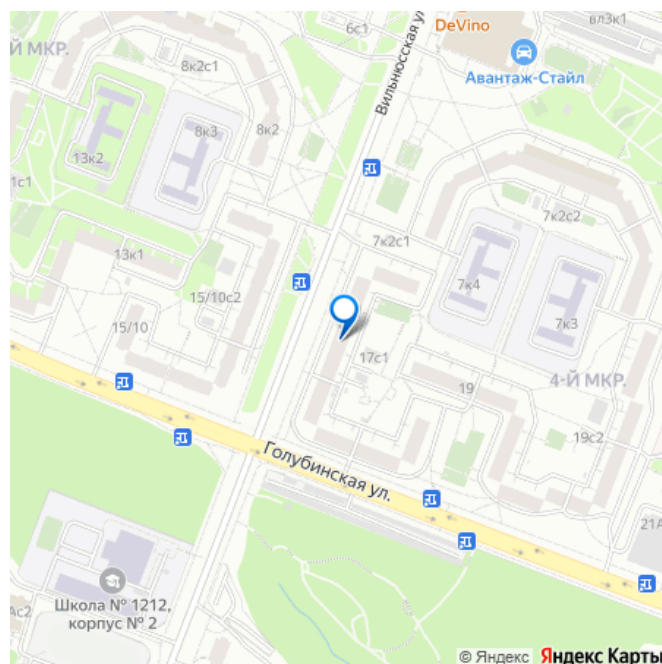 6с1
DeVino
вл3к1
-Й МКР.
8к2с1
Вильнюсская ул.
Авантаж-Стайл
8к3
8к2
13к2
1с1
7к2с2
7к2с1
13к1
7к4
15/10с2
7к3
15/10
17с1
19
4-Й МКР.
19с2
Голубинская ул.
21А
Школа № 1212,
корпус № 2
Ас2
© Яндекс Яндекс Карты